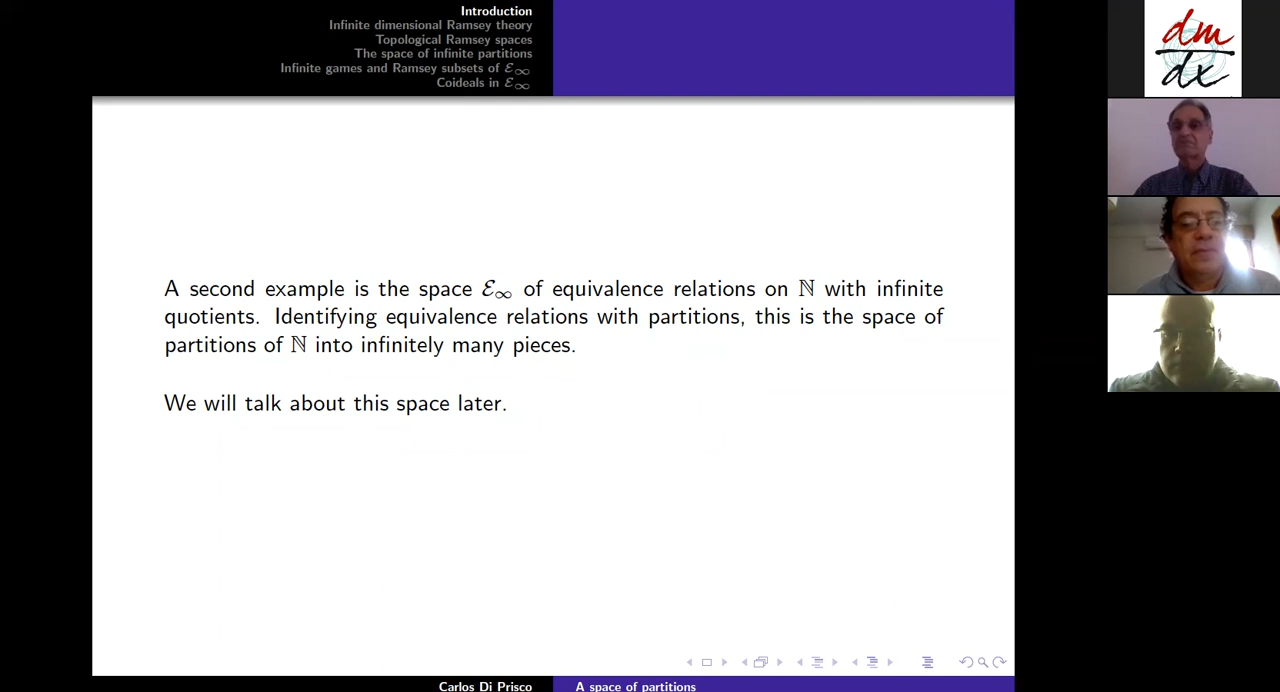 Introduction
Infinite dimensional Ramsey theory
Topological Ramsey spaces
The space of infinite partitions
Infinite games and Ramsey subsets of ℰ∞
Coideals in ℰ∞
A second example is the space ℰ∞ of equivalence relations on ℕ with infinite
quotients. Identifying equivalence relations with partitions, this is the space of
partitions of ℕ into infinitely many pieces.
We will talk about this space later.
Carlos Di Prisco
A space of partitions
dm
dx